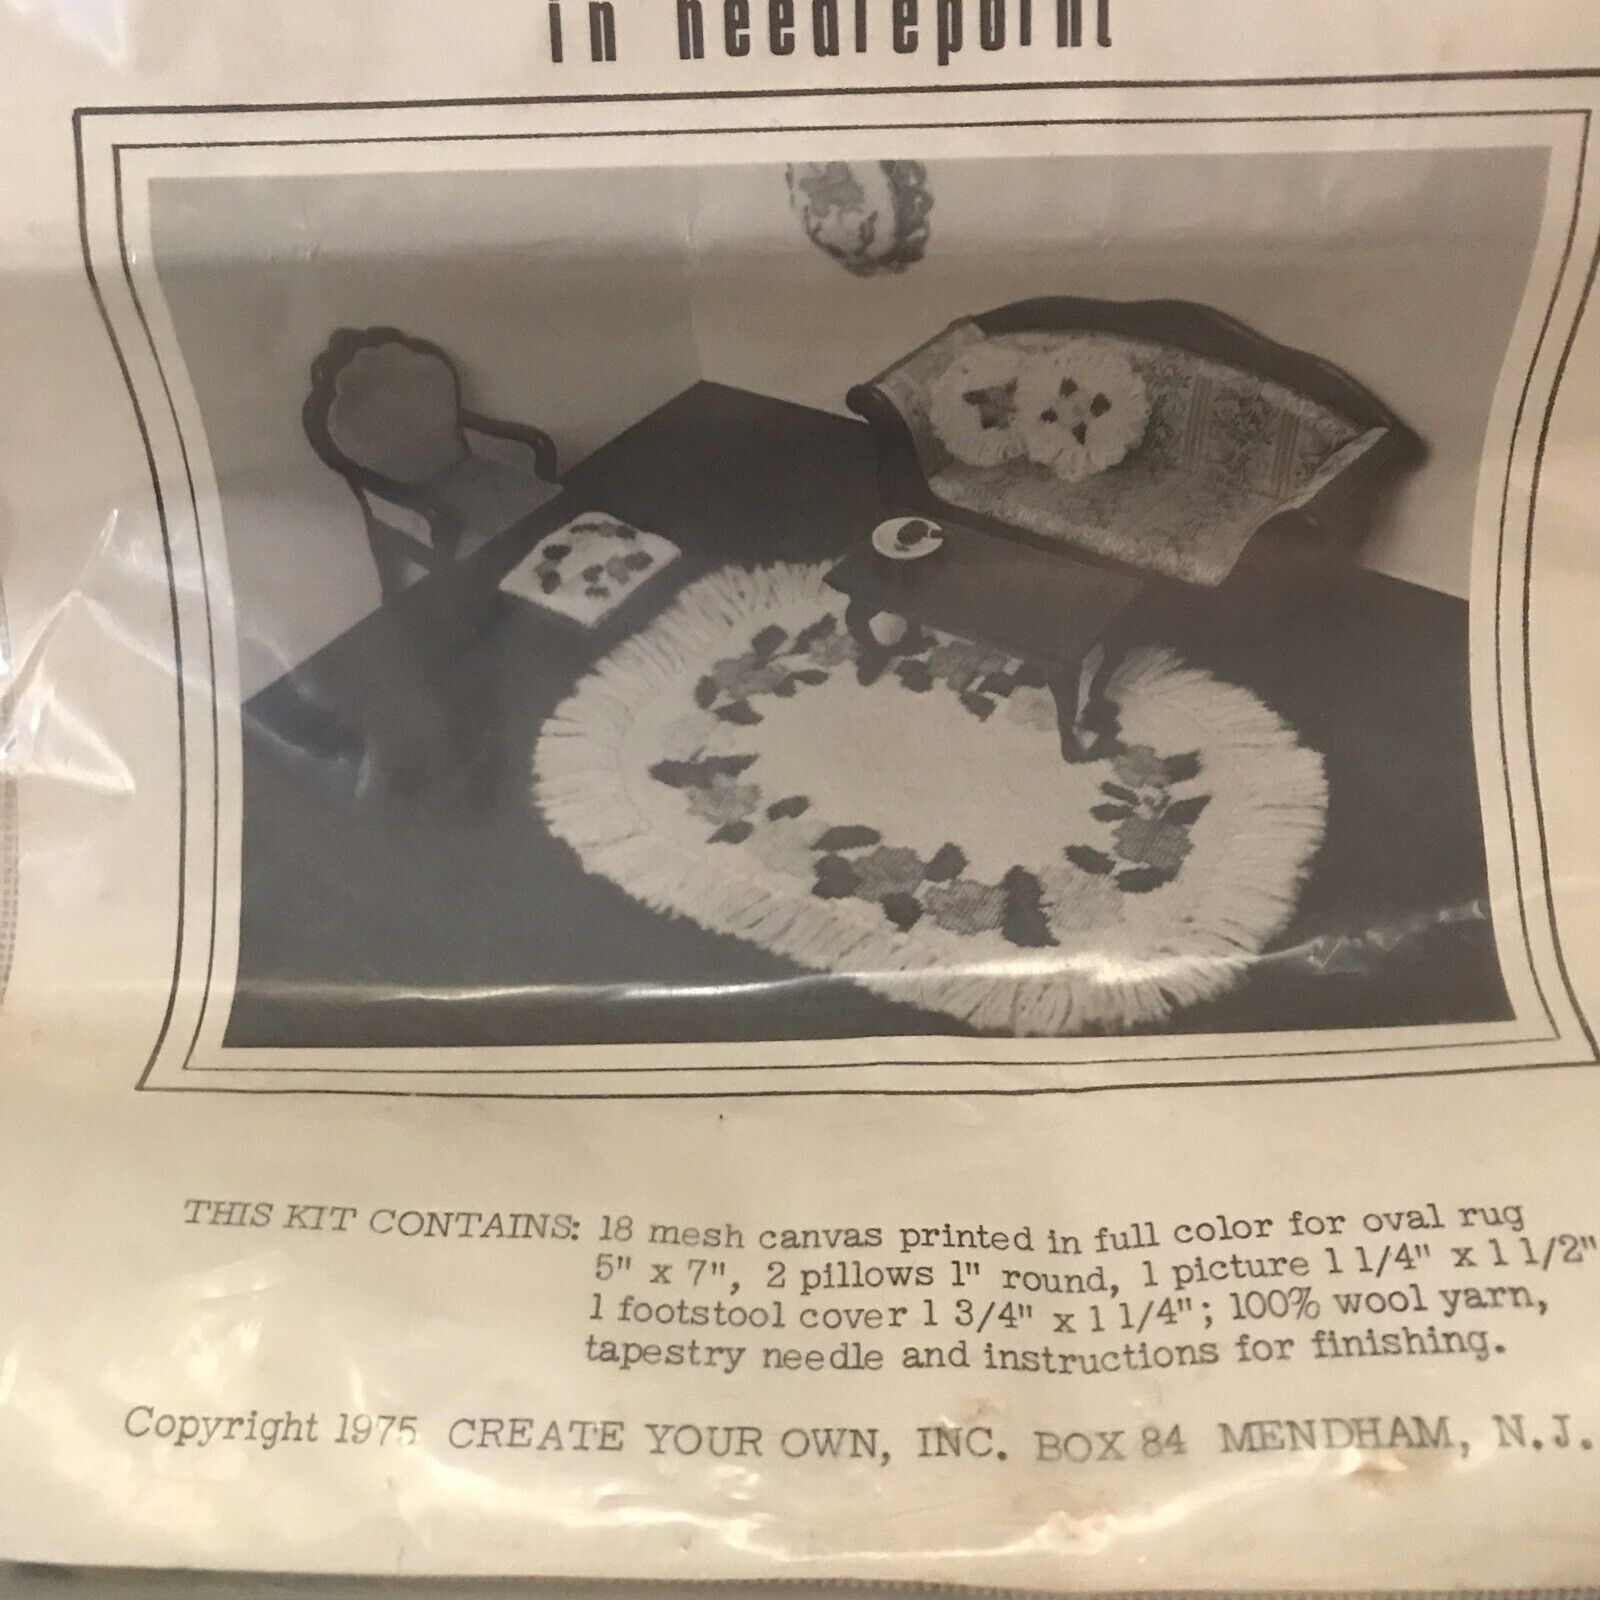 in needlepoint
THIS KIT CONTAINS: 18 mesh canvas printed in full color for oval rug
5" x 7", 2 pillows 1" round, 1 picture 1 1/4" x 1 1/2"
1 footstool cover 1 3/4" x 1 1/4"; 100% wool yarn,
tapestry needle and instructions for finishing.
Copyright 1975 CREATE YOUR OWN, INC. BOX 84 MENDHAM, N.J.